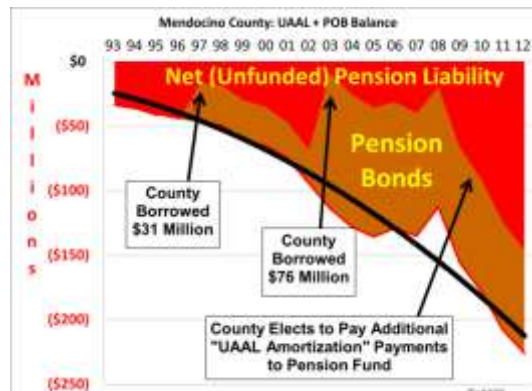 Mendocino County: UAAL + POB Balance
93 94 95 96 97 98 99 00 01 02 03 04 05 06 07 08 09 10 11 12
Millions
$0
($50)
($100)
($150)
($200)
($250)
Net (Unfunded) Pension Liability
Pension
Bonds
County
Borrowed
$31 Million
County
Borrowed
$76 Million
County Elects to Pay Additional
"UAAL Amortization" Payments
to Pension Fund